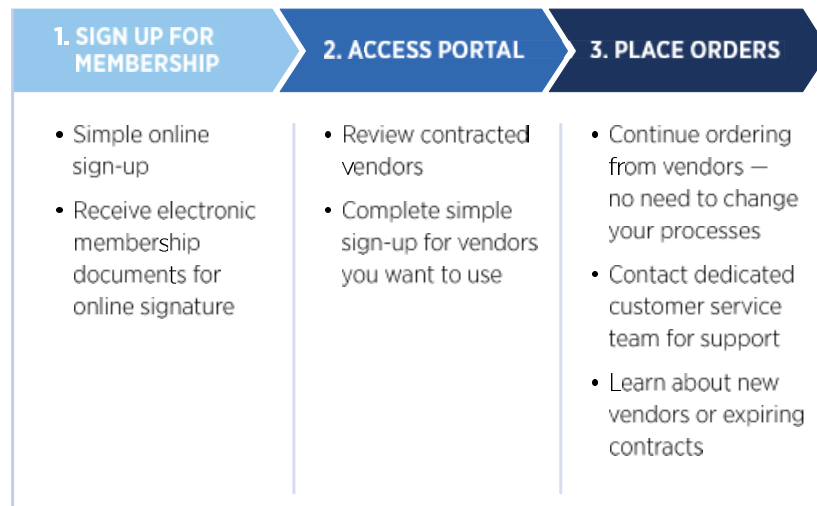 1. SIGN UP FOR
MEMBERSHIP
• Simple online
sign-up
• Receive electronic
membership
documents for
online signature
2. ACCESS PORTAL
• Review contracted
vendors
• Complete simple
sign-up for vendors
you want to use
3. PLACE ORDERS
• Continue ordering
from vendors —
no need to change
your processes
• Contact dedicated
customer service
team for support
• Learn about new
vendors or expiring
contracts